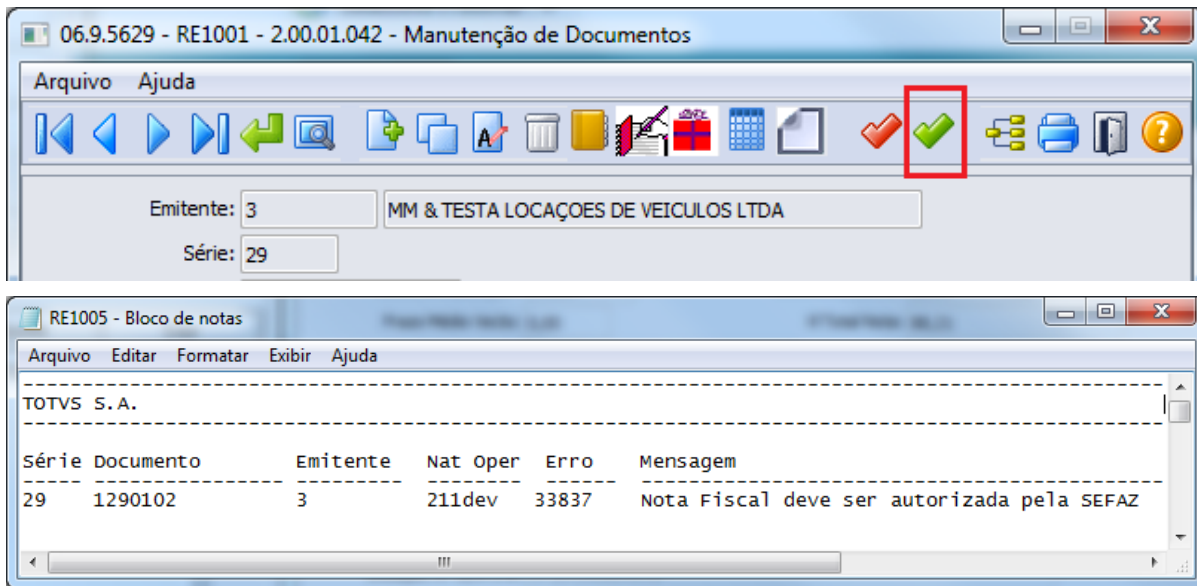 06.9.5629 - RE1001 - 2.00.01.042 - Manutenção de Documentos
Arquivo Ajuda
Emitente: 3 MM & TESTA LOCAÇOES DE VEICULOS LTDA
Série: 29
RE1005 - Bloco de notas
Arquivo Editar Formatar Exibir Ajuda
TOTVS S.A.
Série Documento Emitente Nat Oper Erro Mensagem
29 1290102 3 211dev 33837 Nota Fiscal deve ser autorizada pela SEFAZ